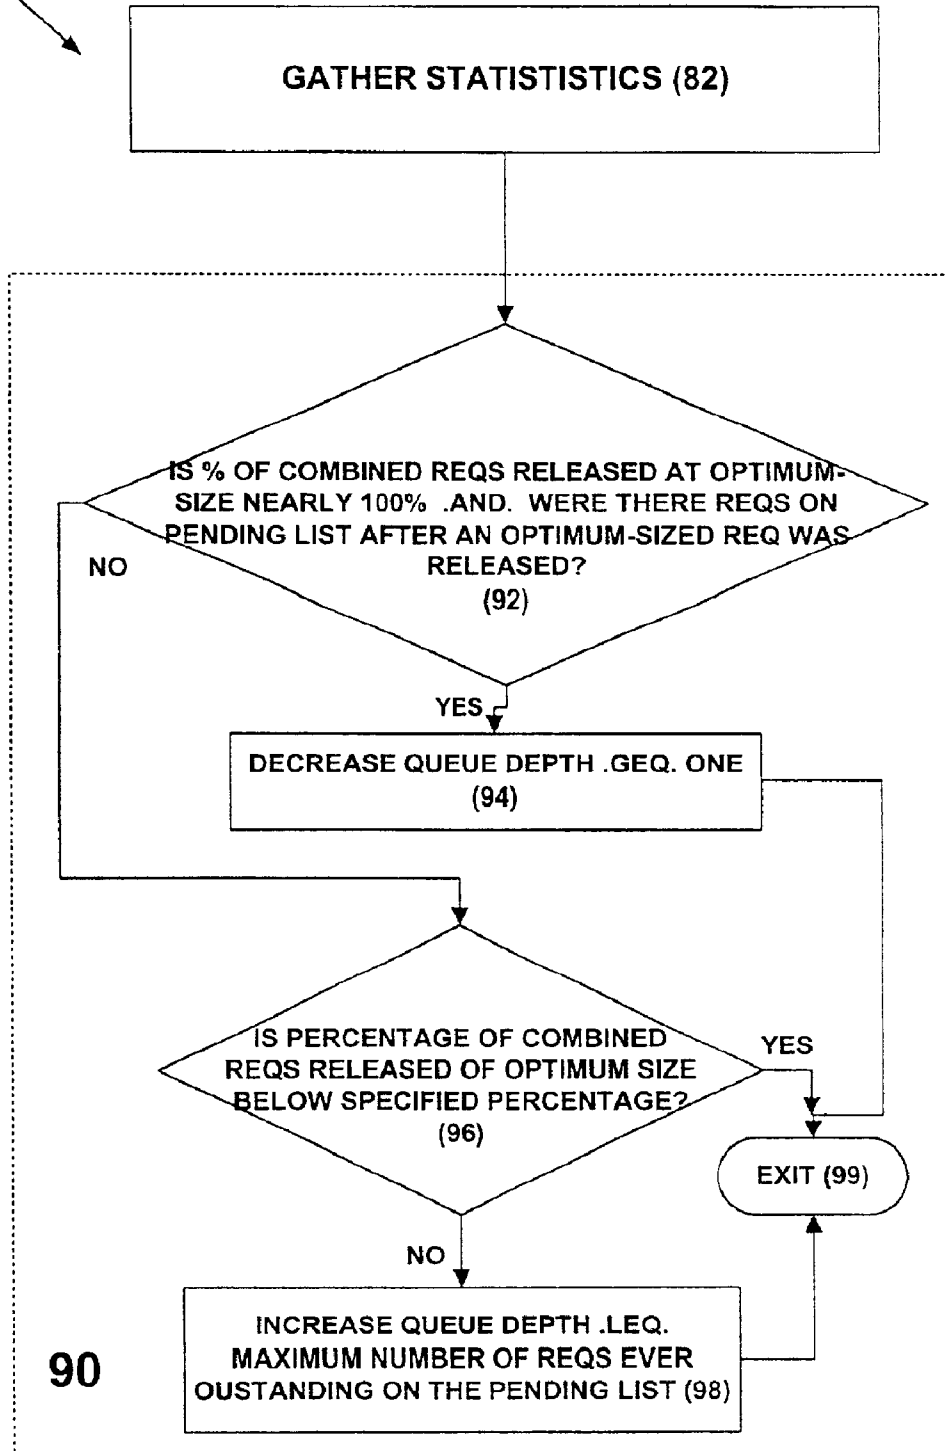 GATHER STATISTISTICS (82)
IS % OF COMBINED REQS RELEASED AT OPTIMUM-
SIZE NEARLY 100% .AND. WERE THERE REQS ON
PENDING LIST AFTER AN OPTIMUM-SIZED REQ WAS
RELEASED?
(92)
NO
YES
DECREASE QUEUE DEPTH .GEQ. ONE
(94)
IS PERCENTAGE OF COMBINED
REQS RELEASED OF OPTIMUM SIZE
BELOW SPECIFIED PERCENTAGE?
(96)
YES
EXIT (99)
NO
INCREASE QUEUE DEPTH .LEQ.
MAXIMUM NUMBER OF REQS EVER
OUSTANDING ON THE PENDING LIST (98)
90